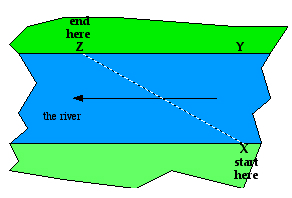 end
here
Z
Y
the river
X
start
here